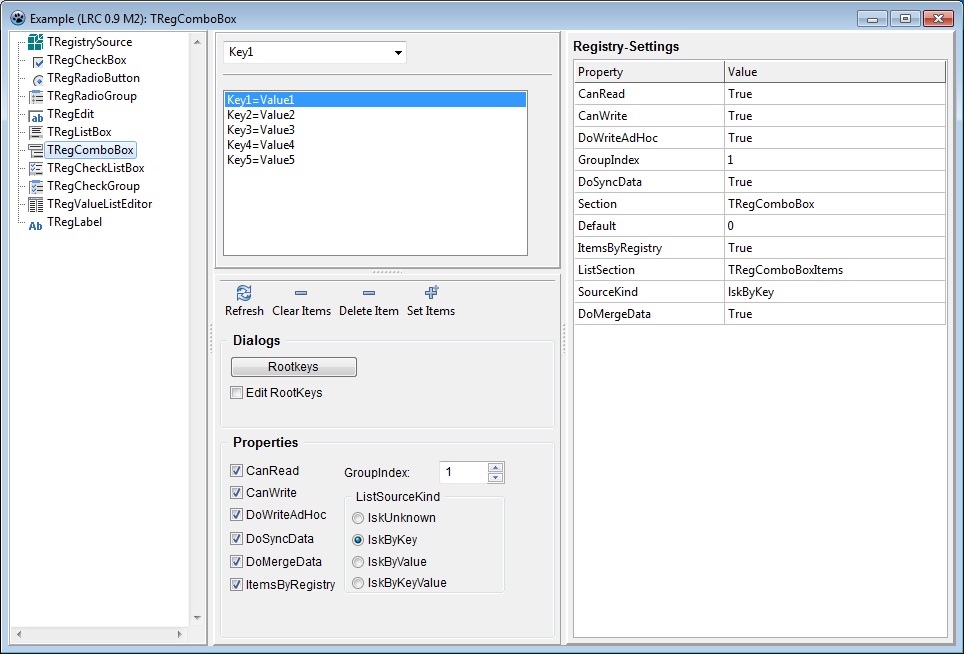 Example (LRC 0.9 M2): TRegComboBox
TRegistrySource
TRegCheckBox
TRegRadioButton
TRegRadioGroup
TRegEdit
TRegListBox
TRegComboBox
TRegCheckListBox
TRegCheckGroup
TRegValueListEditor
TRegLabel
Key1
Key1=Value1
Key2=Value2
Key3=Value3
Key4=Value4
Key5=Value5
Refresh Clear Items Delete Item Set Items
Dialogs
Rootkeys
Edit RootKeys
Properties
CanRead
CanWrite
DoWriteAdHoc
DoSyncData
DoMergeData
ItemsByRegistry
GroupIndex: 1
ListSourceKind
lskUnknown
lskByKey
lskByValue
lskByKeyValue
Registry-Settings
Property Value
CanRead True
CanWrite True
DoWriteAdHoc True
GroupIndex 1
DoSyncData True
Section TRegComboBox
Default 0
ItemsByRegistry True
ListSection TRegComboBoxItems
SourceKind lskByKey
DoMergeData True